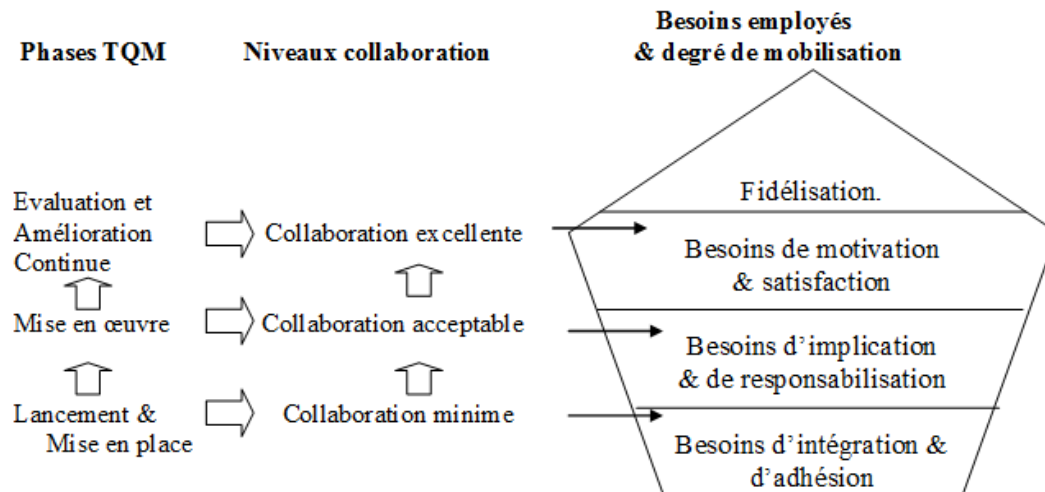 Phases TQM
Niveaux collaboration
Besoins employés
& degré de mobilisation
Evaluation et
Amélioration
Continue
Collaboration excellente
Fidélisation.
Besoins de motivation
& satisfaction
Mise en œuvre
Collaboration acceptable
Besoins d’implication
& de responsabilisation
Lancement &
Mise en place
Collaboration minime
Besoins d’intégration &
d’adhésion